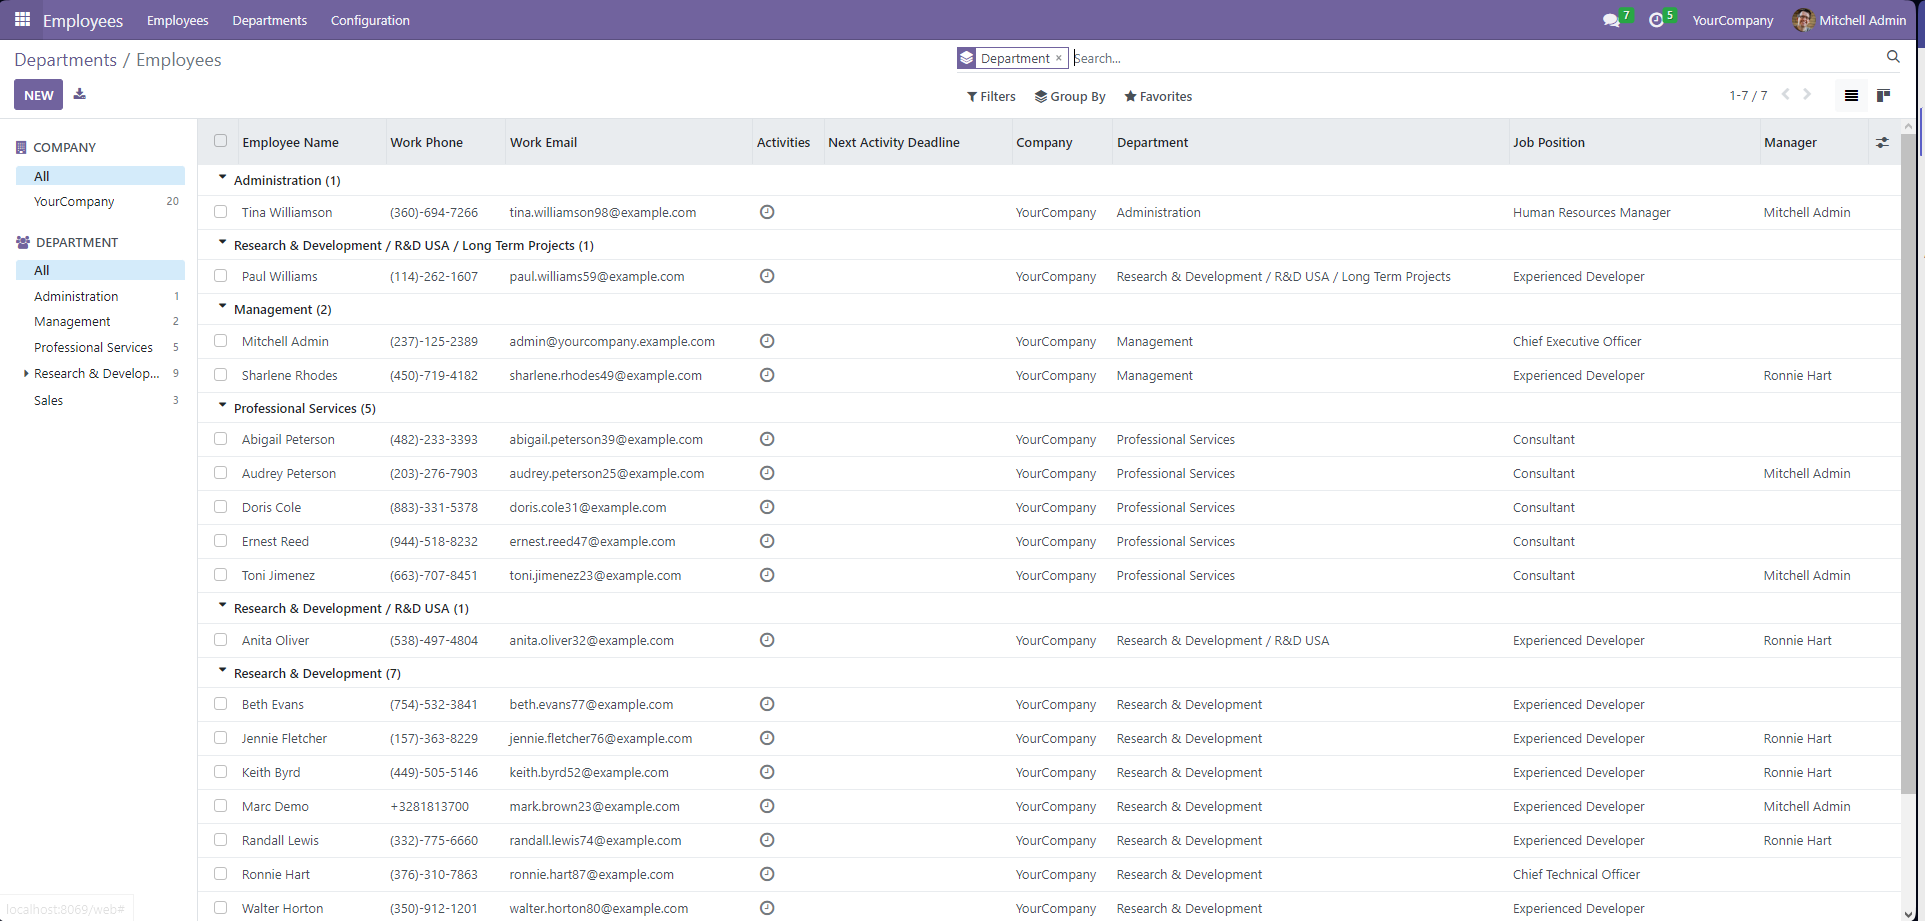 Employees Employees Departments Configuration 7 5 YourCompany Mitchell Admin
Departments / Employees
Department × Search...
NEW
Filters Group By Favorites 1-7 / 7
COMPANY
All
YourCompany 20
DEPARTMENT
All
Administration 1
Management 2
Professional Services 5
Research & Develop... 9
Sales 3
Employee Name Work Phone Work Email Activities Next Activity Deadline Company Department Job Position Manager
Administration (1)
Tina Williamson (360)-694-7266 tina.williamson98@example.com YourCompany Administration Human Resources Manager Mitchell Admin
Research & Development / R&D USA / Long Term Projects (1)
Paul Williams (114)-262-1607 paul.williams59@example.com YourCompany Research & Development / R&D USA / Long Term Projects Experienced Developer
Management (2)
Mitchell Admin (237)-125-2389 admin@yourcompany.example.com YourCompany Management Chief Executive Officer
Sharlene Rhodes (450)-719-4182 sharlene.rhodes49@example.com YourCompany Management Experienced Developer Ronnie Hart
Professional Services (5)
Abigail Peterson (482)-233-3393 abigail.peterson39@example.com YourCompany Professional Services Consultant
Audrey Peterson (203)-276-7903 audrey.peterson25@example.com YourCompany Professional Services Consultant Mitchell Admin
Doris Cole (883)-331-5378 doris.cole31@example.com YourCompany Professional Services Consultant
Ernest Reed (944)-518-8232 ernest.reed47@example.com YourCompany Professional Services Consultant
Toni Jimenez (663)-707-8451 toni.jimenez23@example.com YourCompany Professional Services Consultant Mitchell Admin
Research & Development / R&D USA (1)
Anita Oliver (538)-497-4804 anita.oliver32@example.com YourCompany Research & Development / R&D USA Experienced Developer Ronnie Hart
Research & Development (7)
Beth Evans (754)-532-3841 beth.evans77@example.com YourCompany Research & Development Experienced Developer
Jennie Fletcher (157)-363-8229 jennie.fletcher76@example.com YourCompany Research & Development Experienced Developer Ronnie Hart
Keith Byrd (449)-505-5146 keith.byrd52@example.com YourCompany Research & Development Experienced Developer Ronnie Hart
Marc Demo +3281813700 mark.brown23@example.com YourCompany Research & Development Experienced Developer Mitchell Admin
Randall Lewis (332)-775-6660 randall.lewis74@example.com YourCompany Research & Development Experienced Developer Ronnie Hart
Ronnie Hart (376)-310-7863 ronnie.hart87@example.com YourCompany Research & Development Chief Technical Officer
Walter Horton (350)-912-1201 walter.horton80@example.com YourCompany Research & Development Experienced Developer
localhost:8069/web#